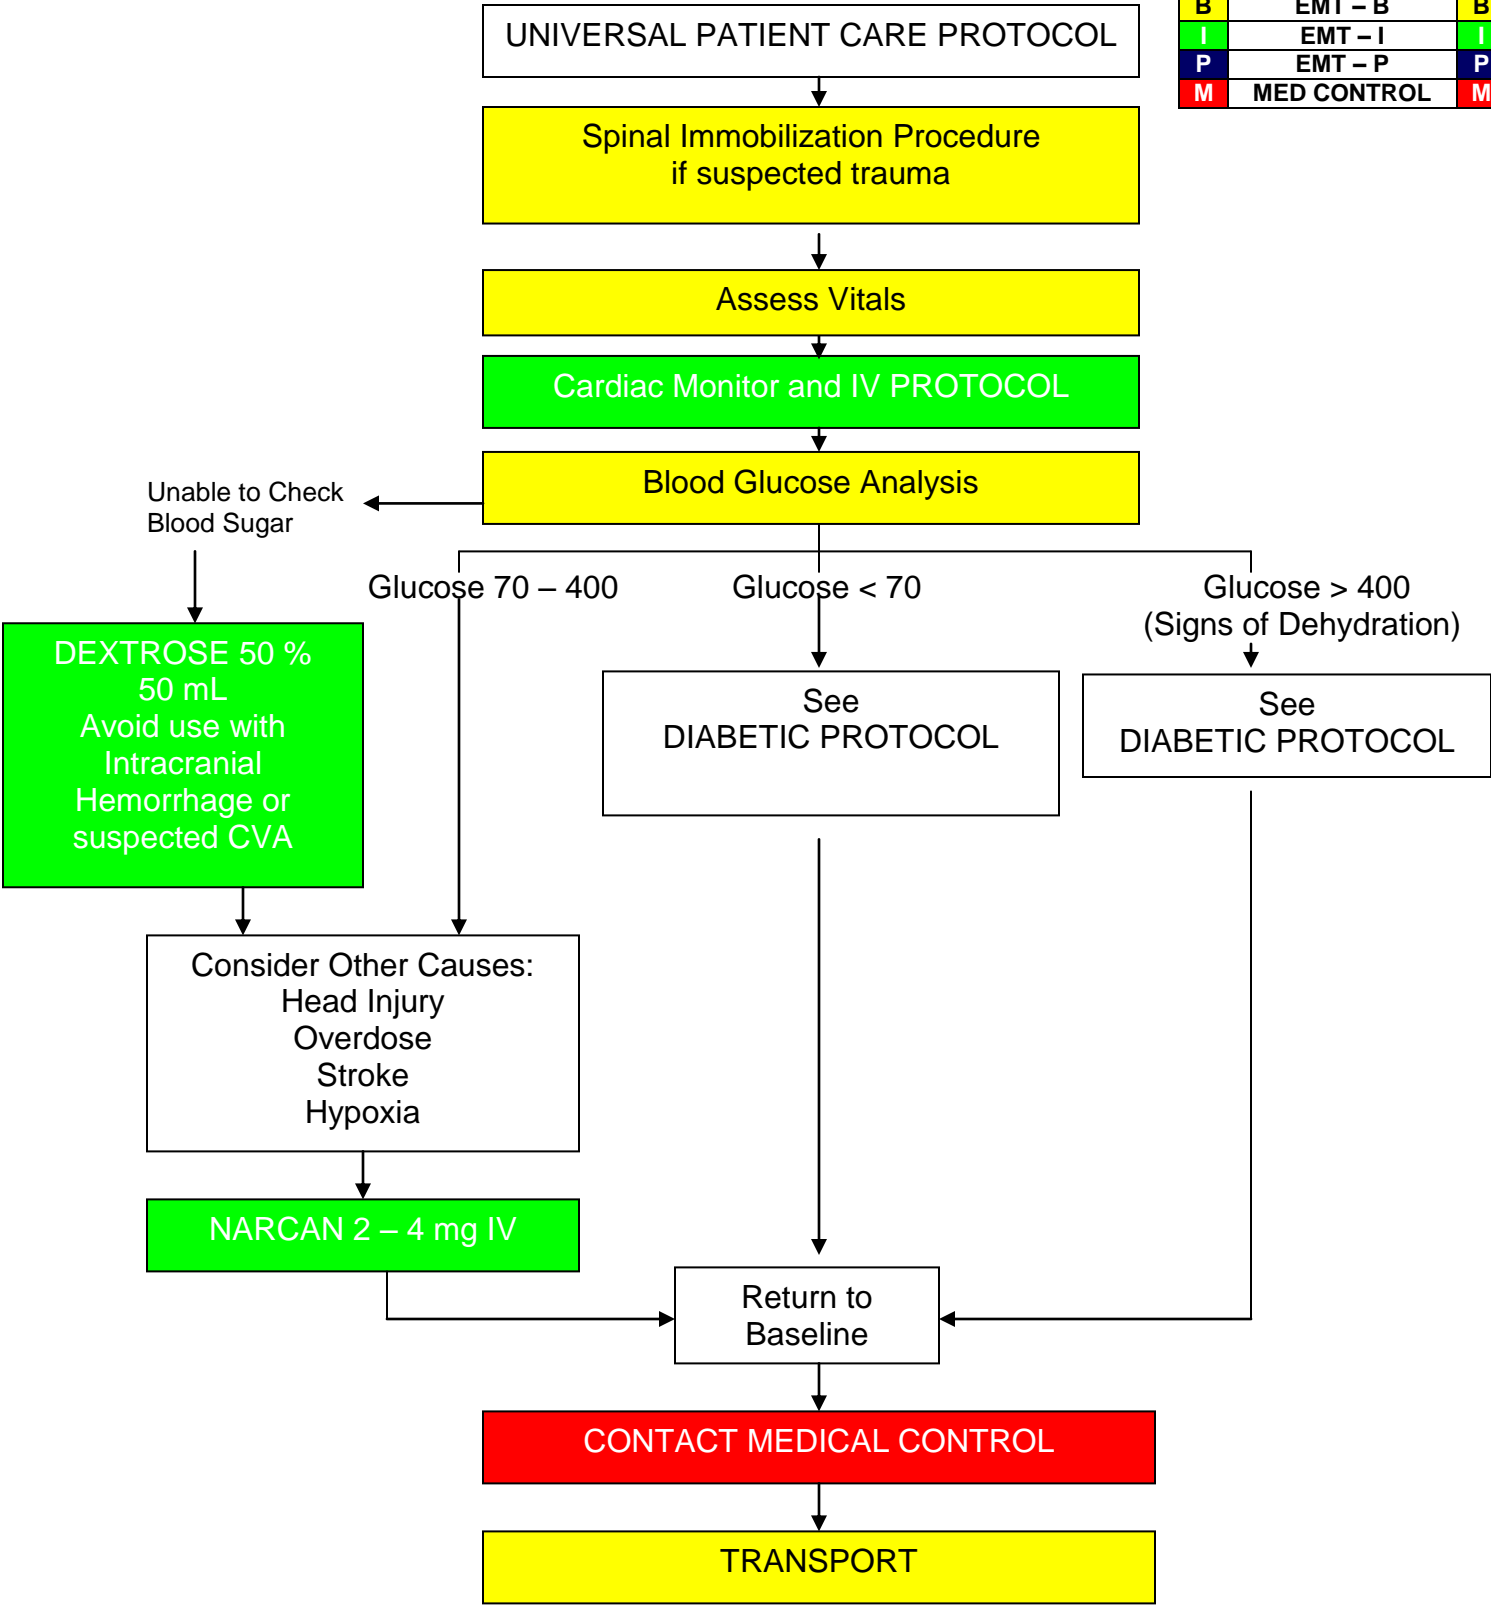 UNIVERSAL PATIENT CARE PROTOCOL
B EMT – B B
I EMT – I I
P EMT – P P
M MED CONTROL M
Spinal Immobilization Procedure
if suspected trauma
Assess Vitals
Cardiac Monitor and IV PROTOCOL
Blood Glucose Analysis
Unable to Check
Blood Sugar
Glucose 70 – 400
Glucose < 70
Glucose > 400
(Signs of Dehydration)
DEXTROSE 50 %
50 mL
Avoid use with
Intracranial
Hemorrhage or
suspected CVA
See
DIABETIC PROTOCOL
See
DIABETIC PROTOCOL
Consider Other Causes:
Head Injury
Overdose
Stroke
Hypoxia
NARCAN 2 – 4 mg IV
Return to
Baseline
CONTACT MEDICAL CONTROL
TRANSPORT